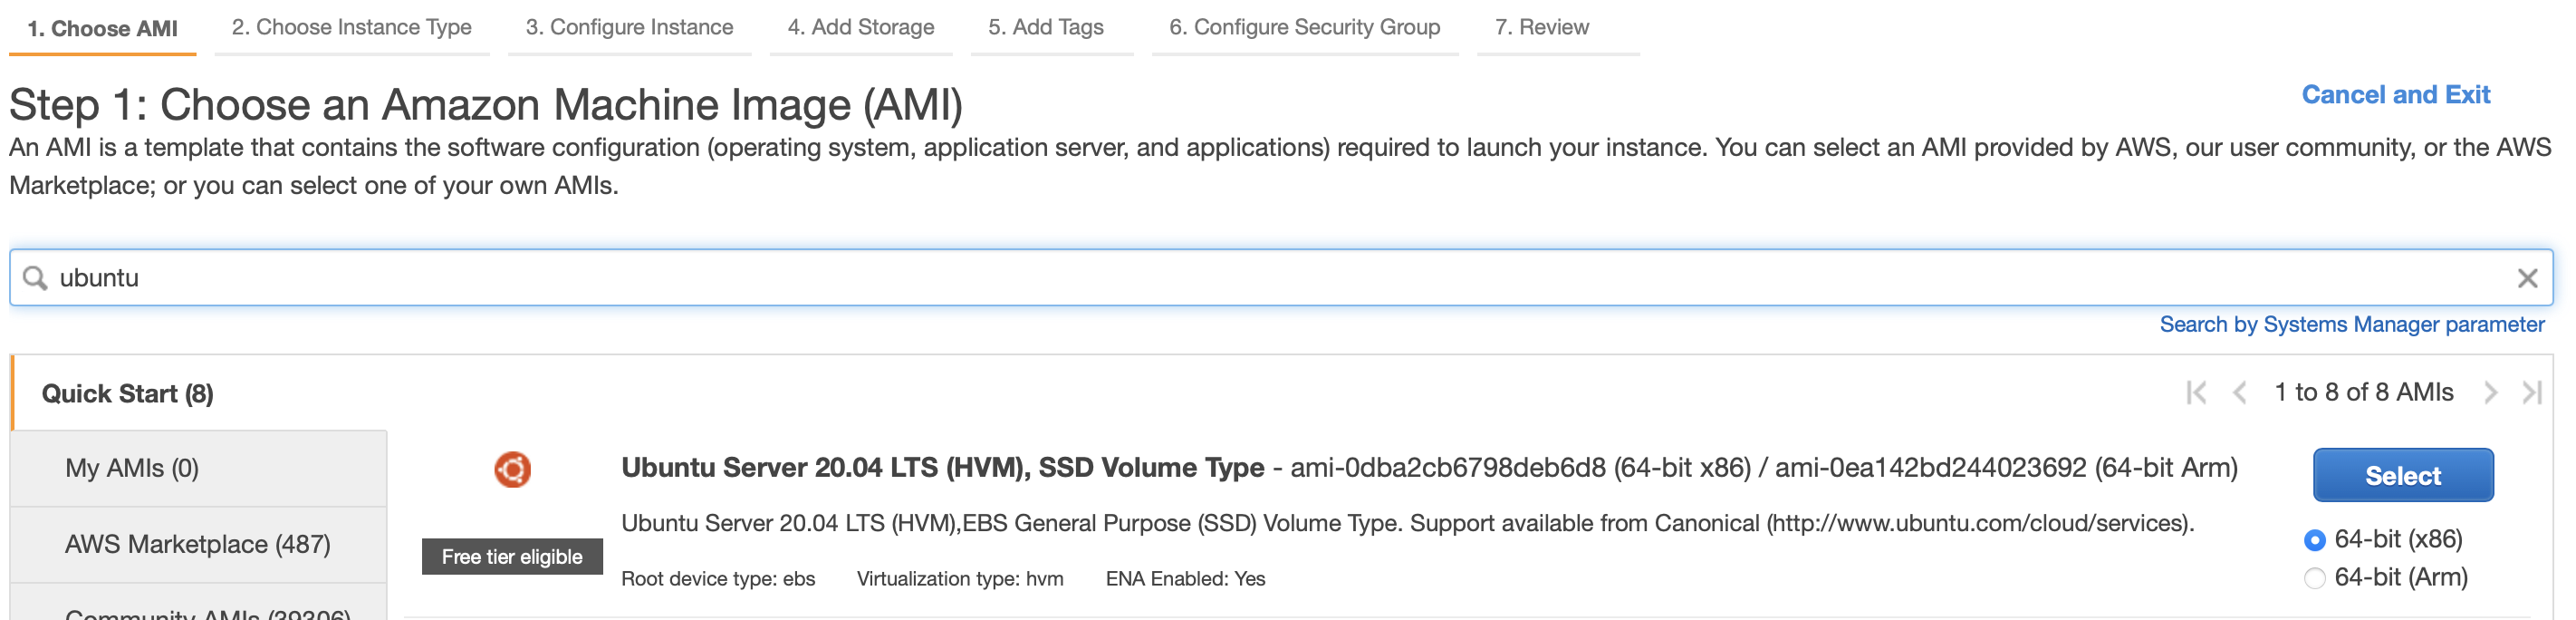 1. Choose AMI 2. Choose Instance Type 3. Configure Instance 4. Add Storage 5. Add Tags 6. Configure Security Group 7. Review
Step 1: Choose an Amazon Machine Image (AMI)
Cancel and Exit
An AMI is a template that contains the software configuration (operating system, application server, and applications) required to launch your instance. You can select an AMI provided by AWS, our user community, or the AWS
Marketplace; or you can select one of your own AMIs.
ubuntu
Search by Systems Manager parameter
Quick Start (8)
1 to 8 of 8 AMIs
My AMIs (0)
AWS Marketplace (487)
Community AMIs (39306)
Free tier eligible
Ubuntu Server 20.04 LTS (HVM), SSD Volume Type - ami-0dba2cb6798deb6d8 (64-bit x86) / ami-0ea142bd244023692 (64-bit Arm)
Ubuntu Server 20.04 LTS (HVM),EBS General Purpose (SSD) Volume Type. Support available from Canonical (http://www.ubuntu.com/cloud/services).
Root device type: ebs Virtualization type: hvm ENA Enabled: Yes
Select
64-bit (x86)
64-bit (Arm)